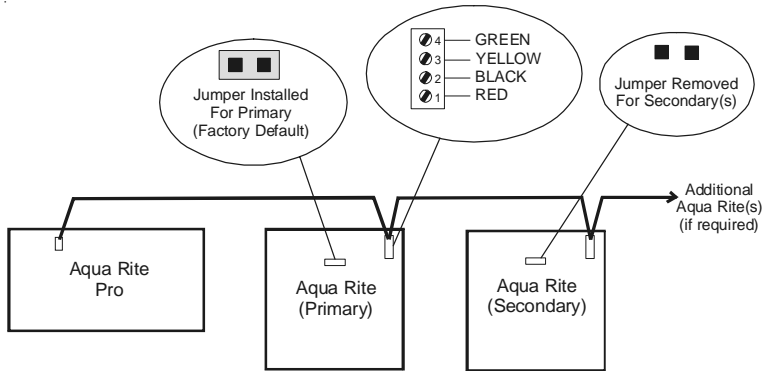 Jumper Installed
For Primary
(Factory Default)
4 GREEN
3 YELLOW
2 BLACK
1 RED
Jumper Removed
For Secondary(s)
Additional
Aqua Rite(s)
(if required)
Aqua Rite
Pro
Aqua Rite
(Primary)
Aqua Rite
(Secondary)